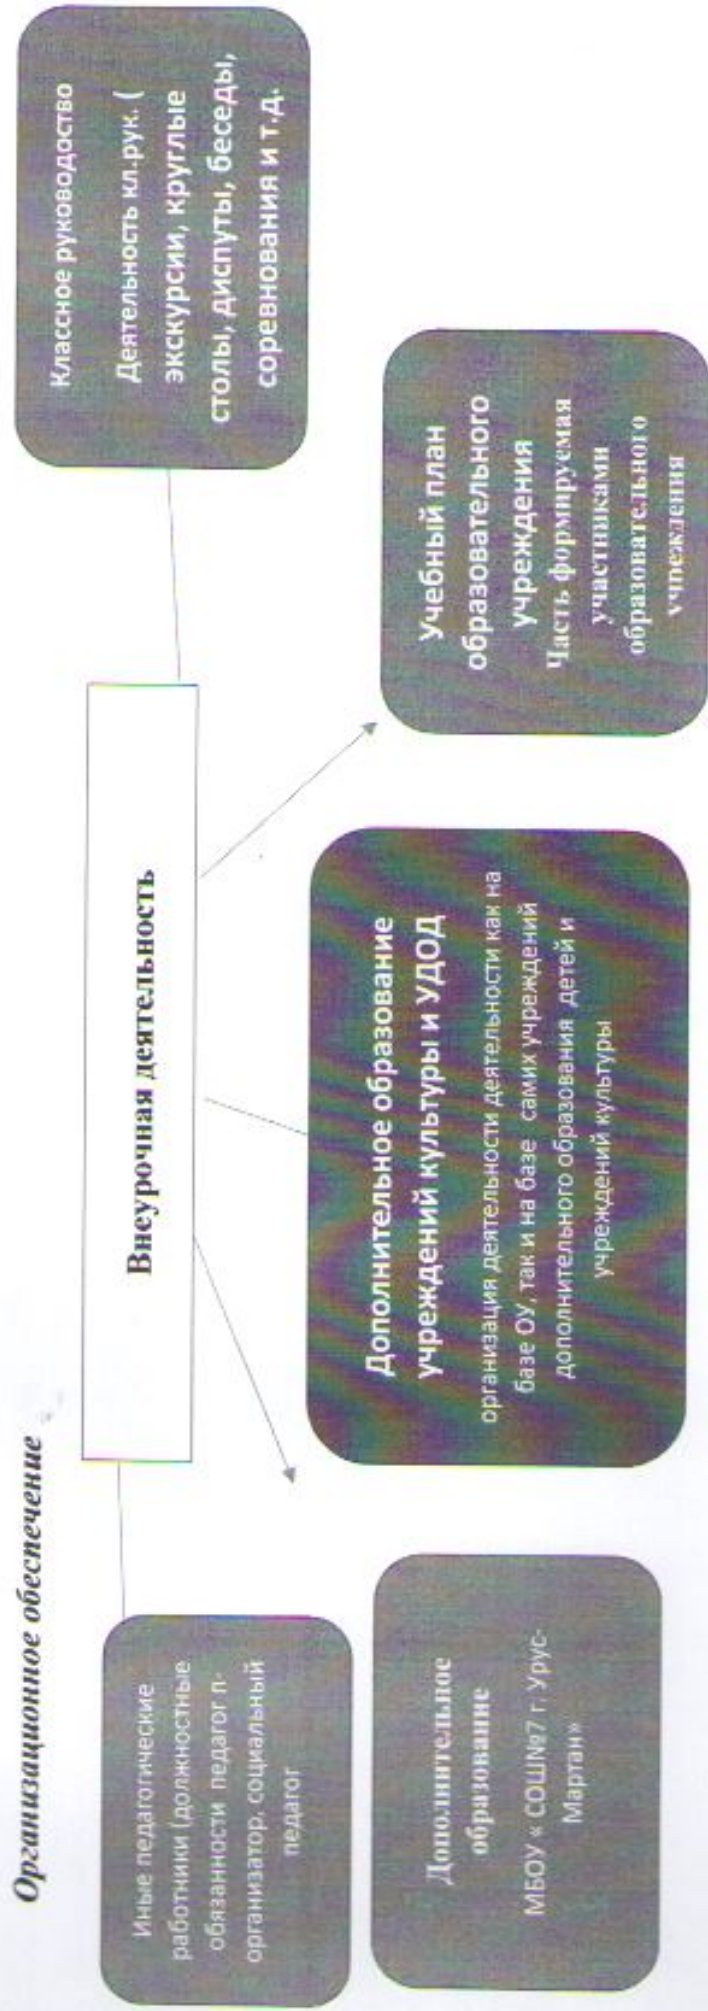 Организационное обеспечение
Внеурочная деятельность
Иные педагогические
работники (должностные
обязанности педагог п-
организатор, социальный
педагог
Классное руководоство
Деятельность кл.рук. (
экскурсии, круглые
столы, диспуты, беседы,
соревнования и т.д.
Дополнительное
образование
МБОУ « СОШ№7 г. Урус-
Мартан»
Дополнительное образование
учреждений культуры и УДОД
организация деятельности деятельности как на
базе ОУ, так и на базе самих учреждений
дополнительного образования детей и
учреждений культуры
Учебный план
образовательного
учреждения
Часть формируемая
участниками
образовательного
учреждения